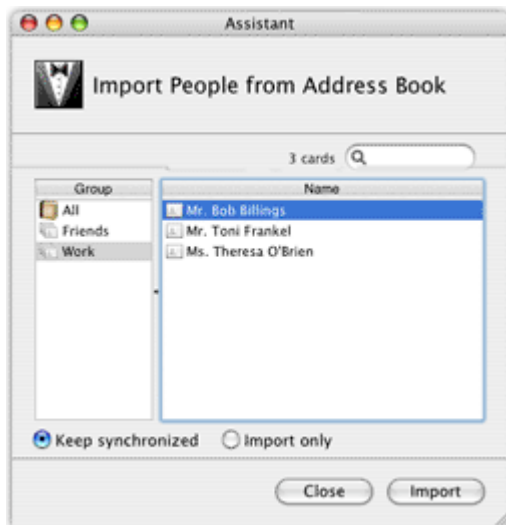 Assistant
Import People from Address Book
3 cards
Group
Name
All
Friends
Work
Mr. Bob Billings
Mr. Toni Frankel
Ms. Theresa O'Brien
Keep synchronized
Import only
Close
Import